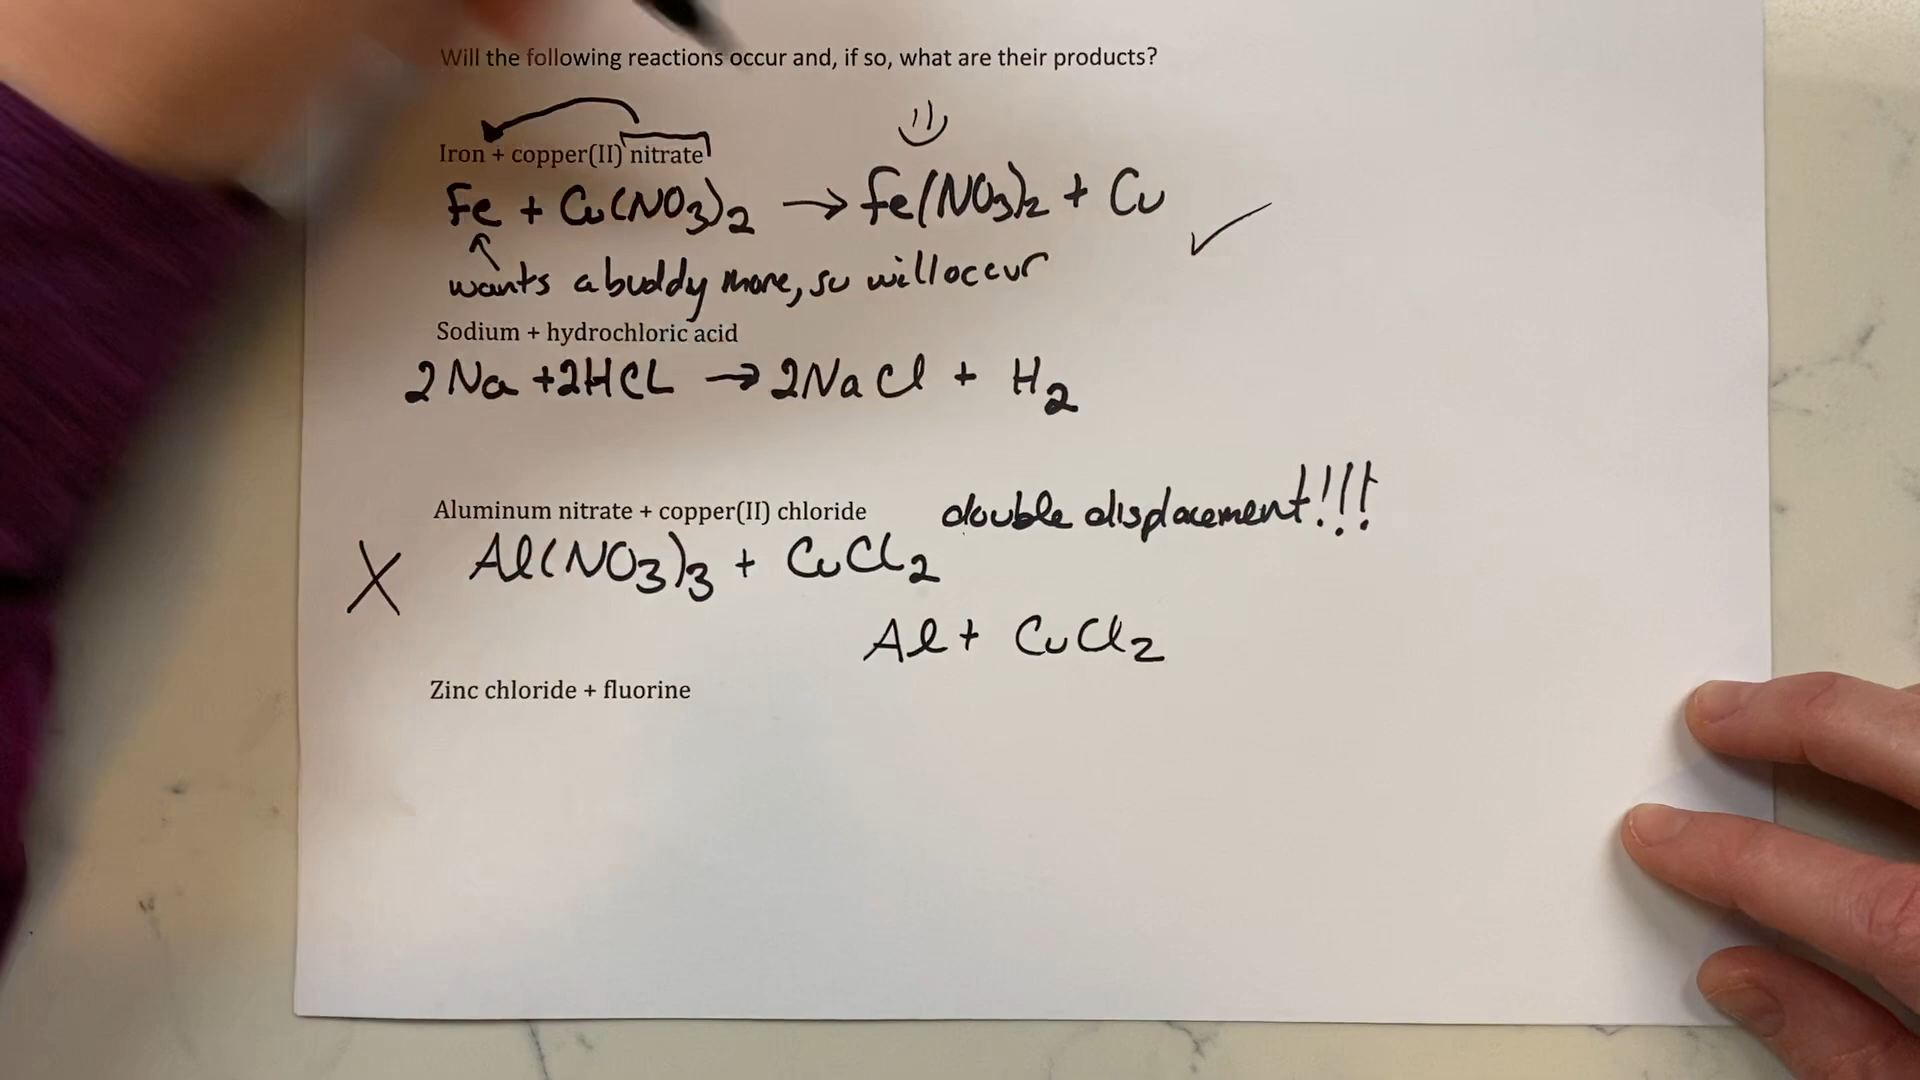 Will the following reactions occur and, if so, what are their products?
Iron + copper(II) nitrate
Fe + Cu(NO3)2 → Fe(NO3)2 + Cu ✓
wants a buddy more, so will occur
Sodium + hydrochloric acid
2Na + 2HCl → 2NaCl + H2
Aluminum nitrate + copper(II) chloride double displacement!!!
X Al(NO3)3 + CuCl2
Al + CuCl2
Zinc chloride + fluorine